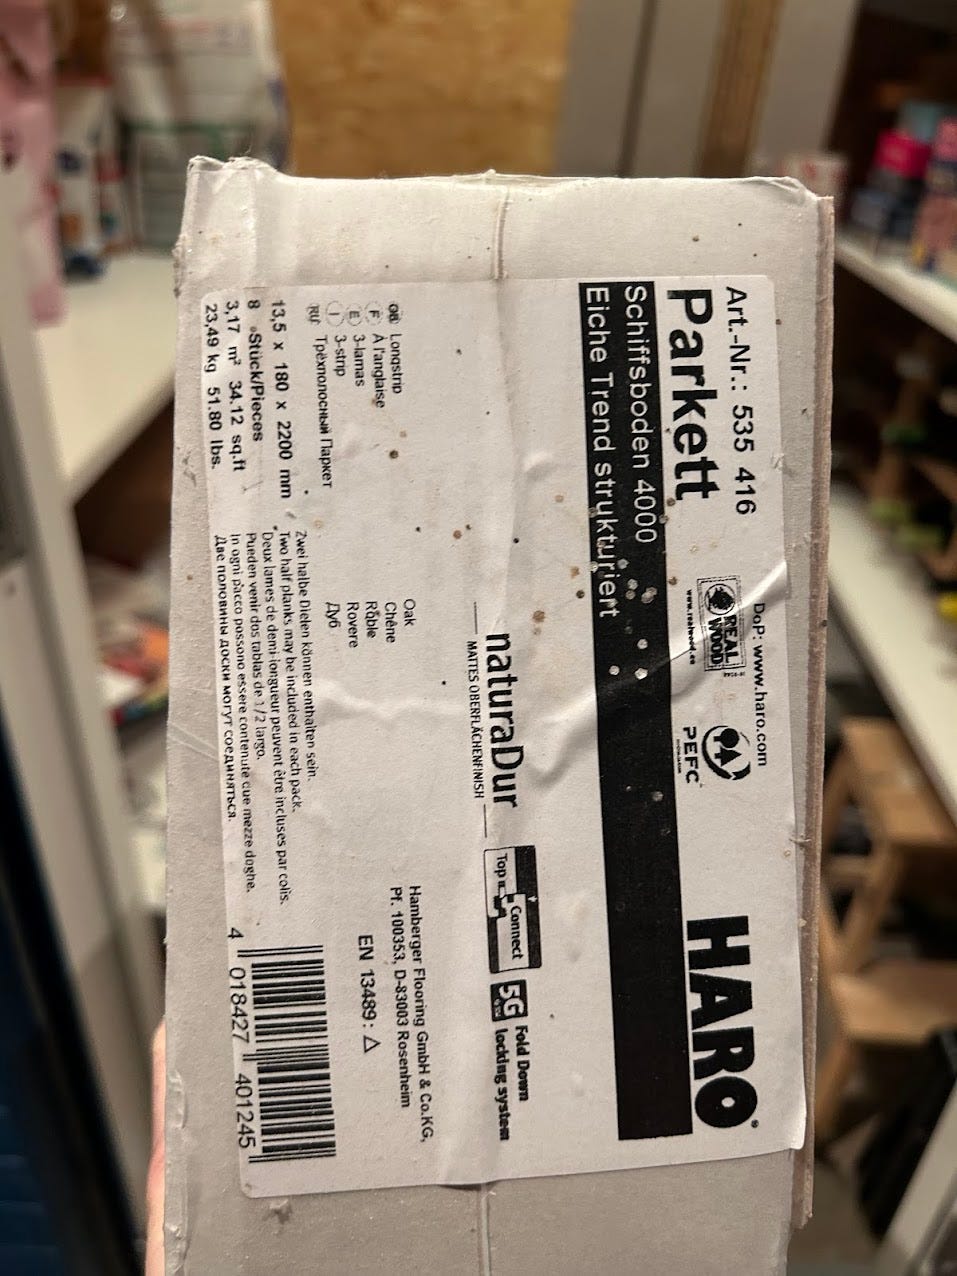 Art.-Nr.: 535 416
DoP: www.haro.com
Parkett
REAL
WOOD
www.realwood.eu
PEFC
HARO®
Schiffsboden 4000
Eiche Trend strukturiert
naturaDur
MATTES OBERFLÄCHENFINISH
Top
Connect
5G Fold Down
locking system
GB Longstrip
F À l'anglaise
E 3-lamas
I 3-strip
RU Трёхполосный Паркет
Oak
Chêne
Roble
Rovere
Дуб
Hamberger Flooring GmbH & Co.KG,
Pf. 100353, D-83003 Rosenheim
EN 13489:
13,5 x 180 x 2200 mm
8 Stück/Pieces
3,17 m² 34.12 sq.ft
23,49 kg 51.80 lbs.
Zwei halbe Dielen können enthalten sein.
Two half planks may be included in each pack.
Deux lames de demi-longueur peuvent être incluses par colis.
Pueden venir dos tablas de 1/2 largo.
In ogni pacco possono essere contenute due mezze doghe.
Две половины доски могут соединяться.
4 018427 401245